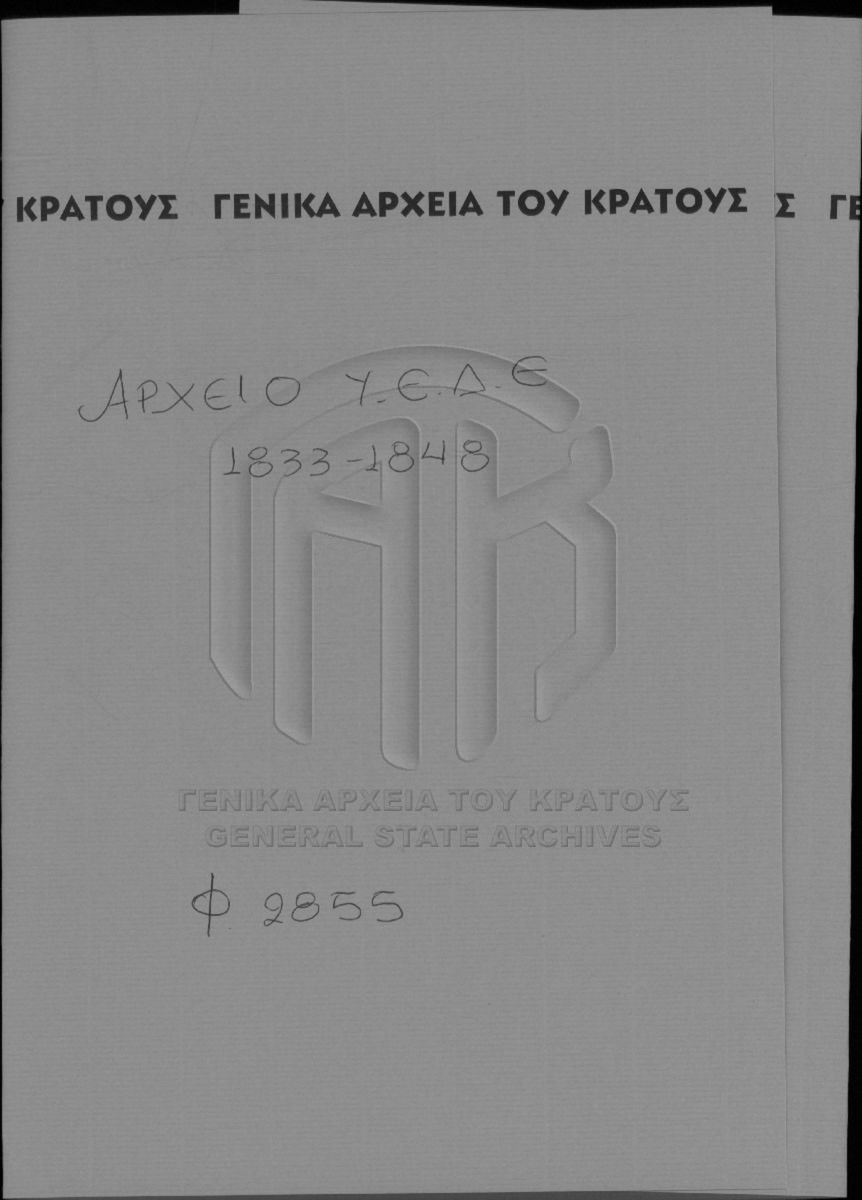 ΚΡΑΤΟΥΣ ΓΕΝΙΚΑ ΑΡΧΕΙΑ ΤΟΥ ΚΡΑΤΟΥΣ Σ ΓΕ
ΑΡΧΕΙΟ Υ.Ε.Δ.Ε
1833-1848
ΓΕΝΙΚΑ ΑΡΧΕΙΑ ΤΟΥ ΚΡΑΤΟΥΣ
GENERAL STATE ARCHIVES
Φ 2855